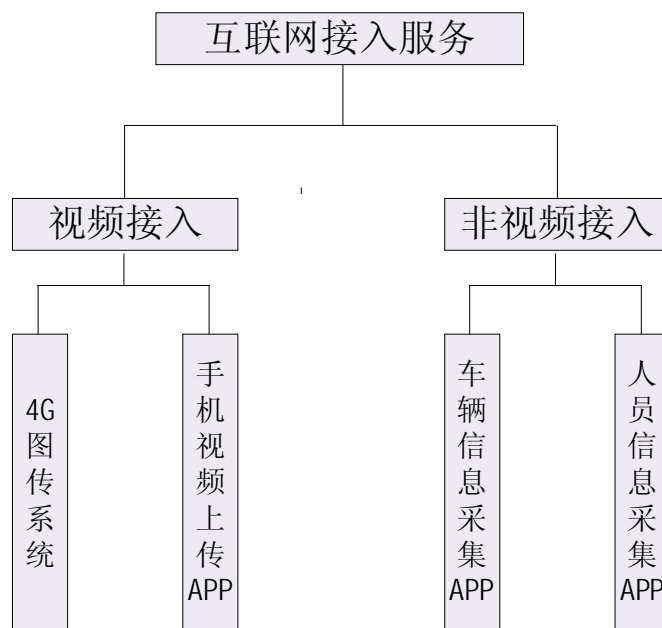 互联网接入服务
视频接入
非视频接入
4G
图
传
系
统
手
机
视
频
上
传
APP
车
辆
信
息
采
集
APP
人
员
信
息
采
集
APP